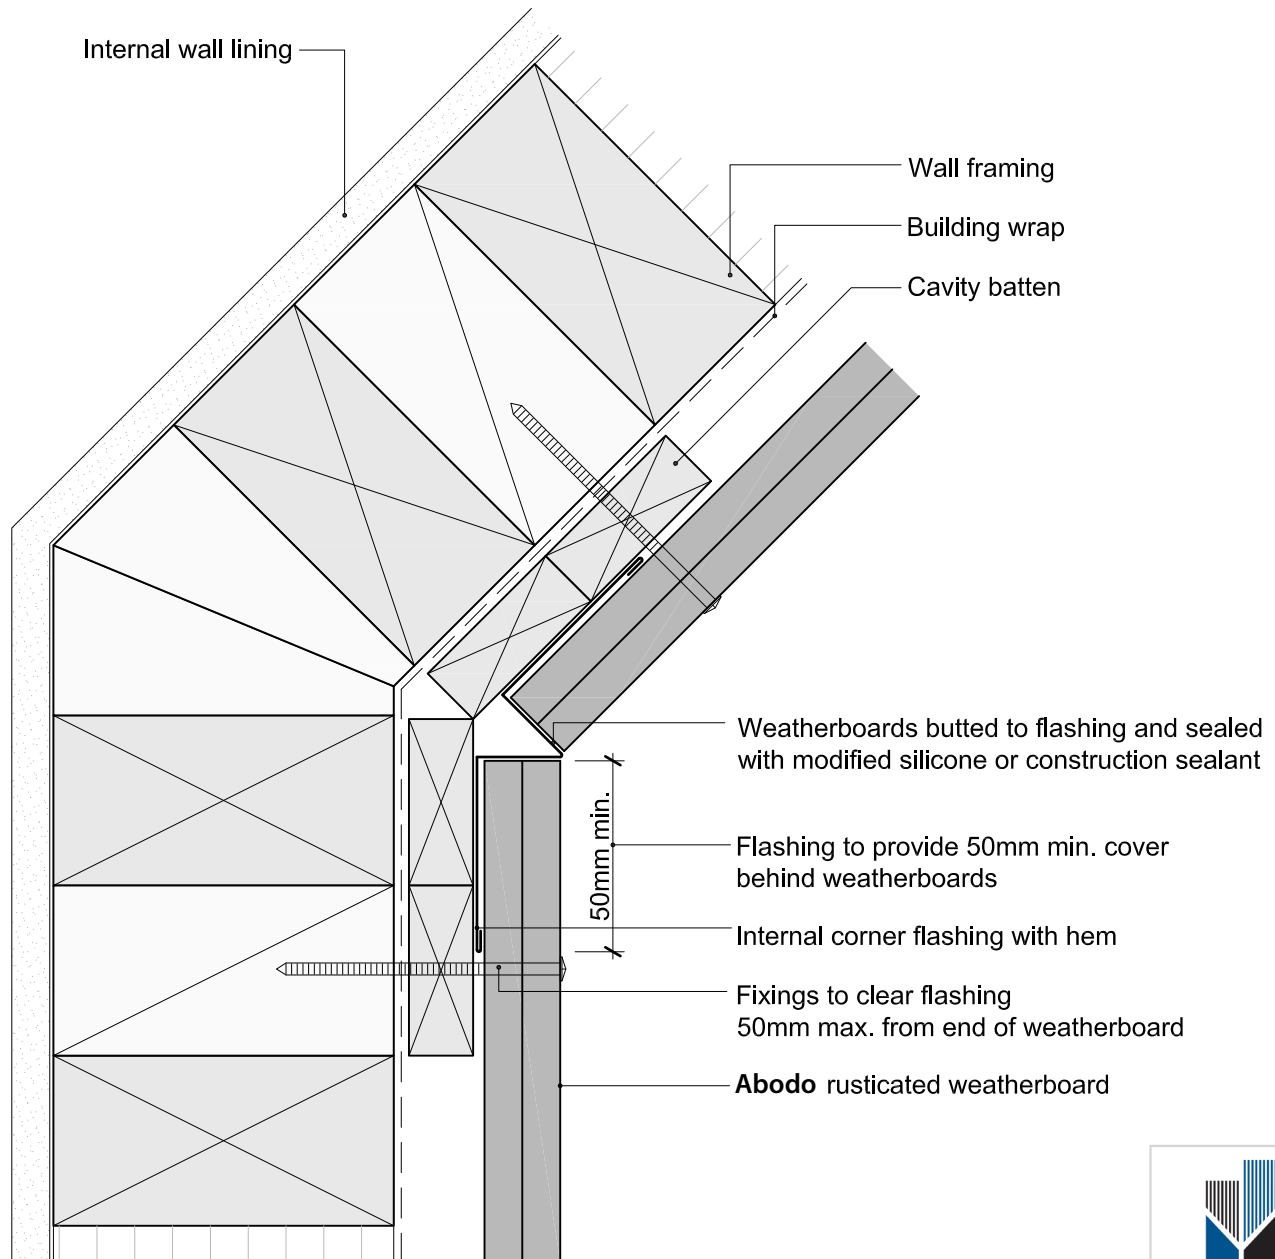 Internal wall lining
Wall framing
Building wrap
Cavity batten
Weatherboards butted to flashing and sealed
with modified silicone or construction sealant
50mm min.
Flashing to provide 50mm min. cover
behind weatherboards
Internal corner flashing with hem
Fixings to clear flashing
50mm max. from end of weatherboard
Abodo rusticated weatherboard